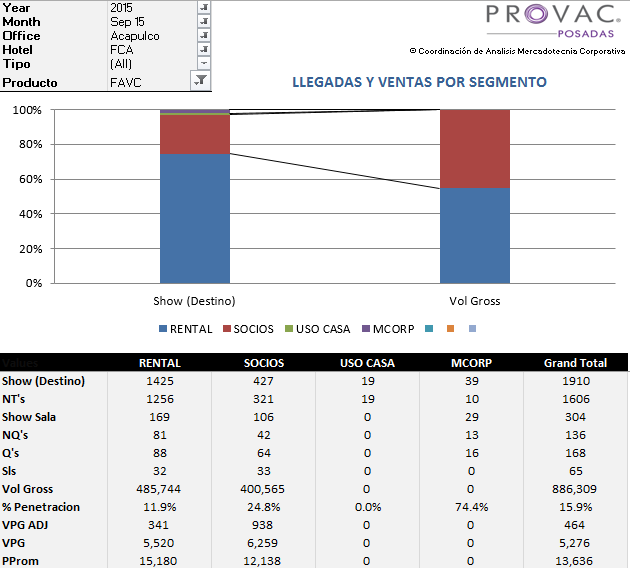 Year 2015
Month Sep 15
Office Acapulco
Hotel FCA
Tipo (All)
Producto FAVC
PROVAC®
POSADAS
© Coordinación de Analisis Mercadotecnia Corporativa
LLEGADAS Y VENTAS POR SEGMENTO
100%
80%
60%
40%
20%
0%
Show (Destino) Vol Gross
RENTAL SOCIOS USO CASA MCORP
Values RENTAL SOCIOS USO CASA MCORP Grand Total
Show (Destino) 1425 427 19 39 1910
NT's 1256 321 19 10 1606
Show Sala 169 106 0 29 304
NQ's 81 42 0 13 136
Q's 88 64 0 16 168
Sls 32 33 0 0 65
Vol Gross 485,744 400,565 0 0 886,309
% Penetracion 11.9% 24.8% 0.0% 74.4% 15.9%
VPG ADJ 341 938 0 0 464
VPG 5,520 6,259 0 0 5,276
PProm 15,180 12,138 0 0 13,636